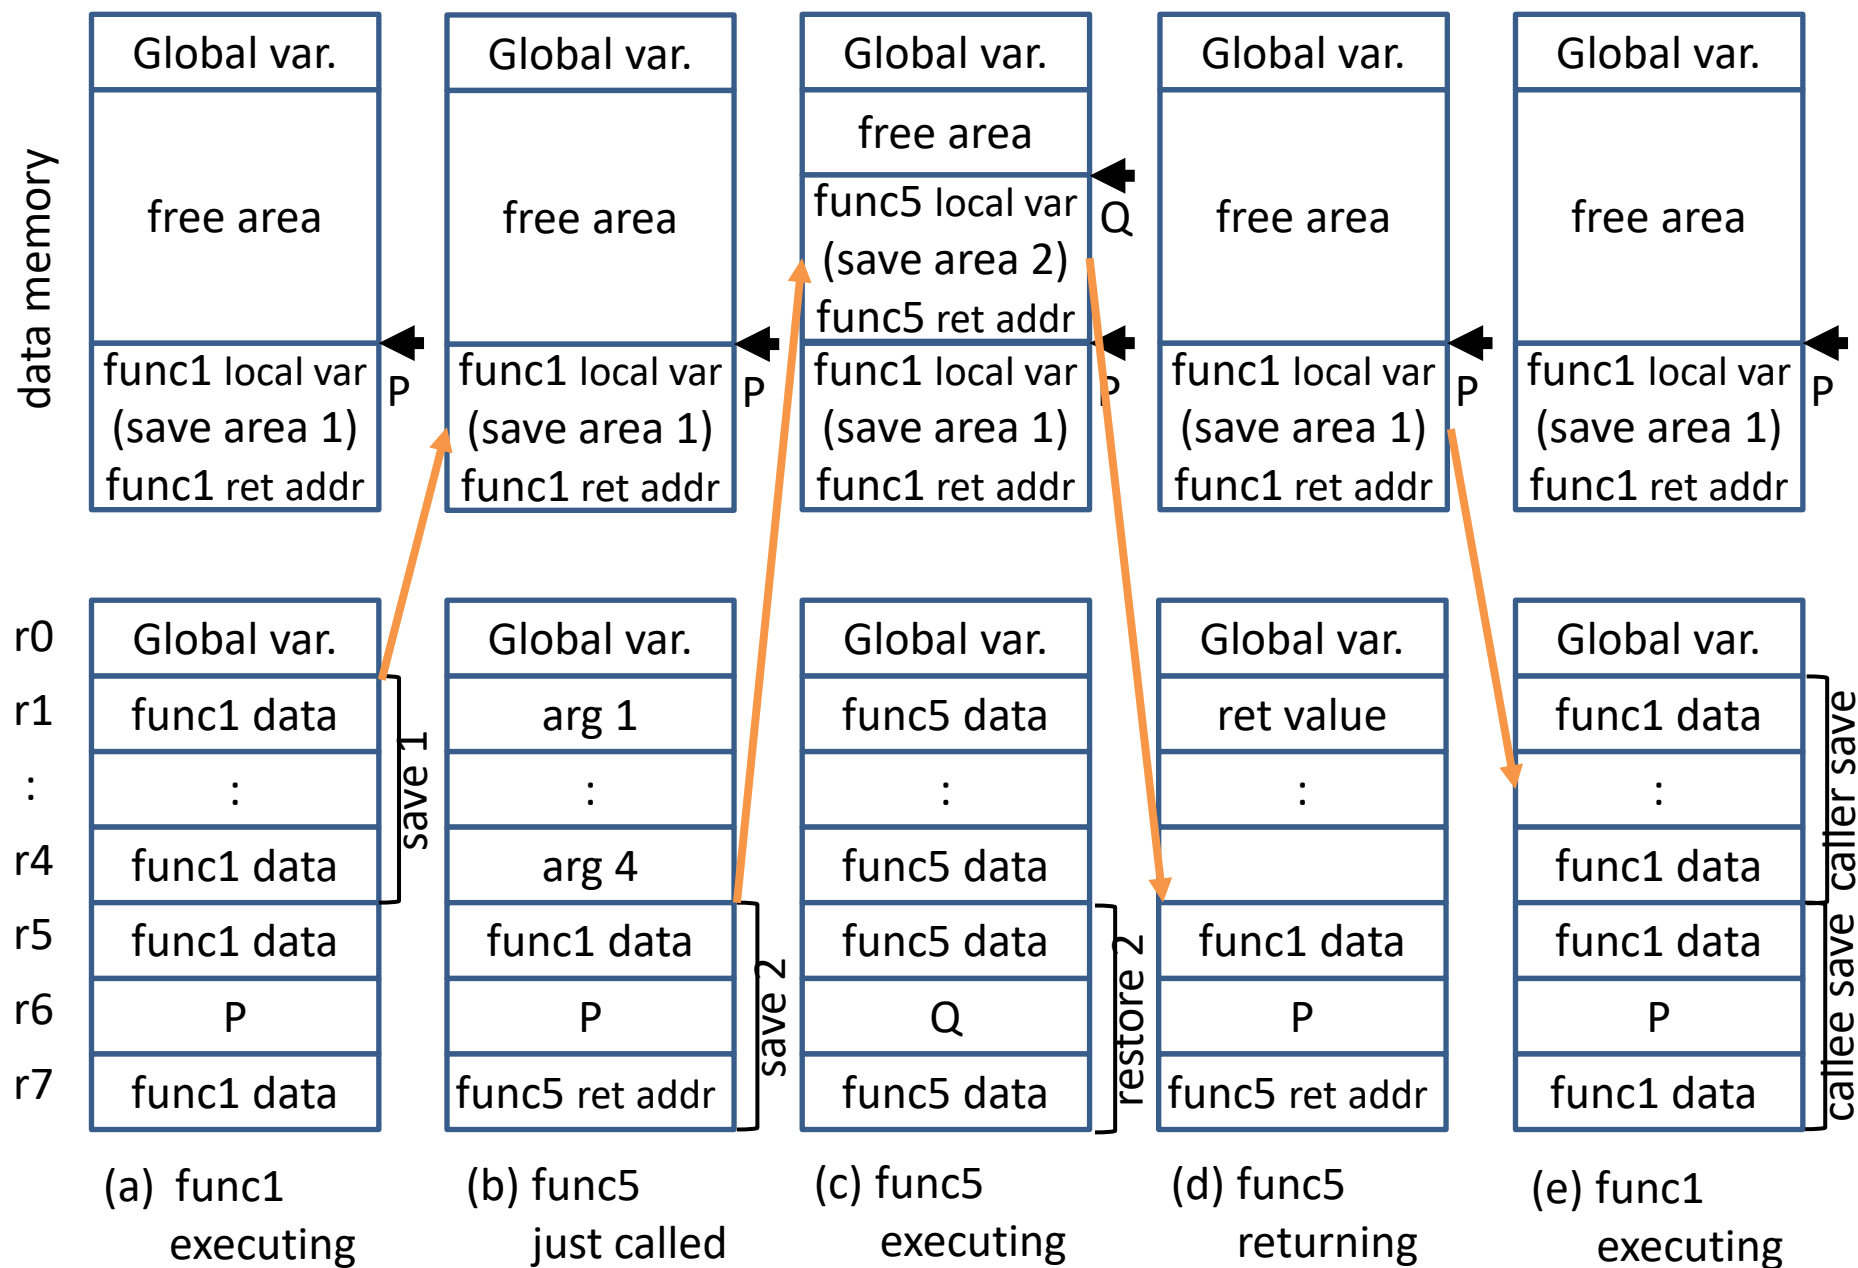 data memory
Global var.
free area
func1 local var
(save area 1)
func1 ret addr
P
Global var.
free area
func1 local var
(save area 1)
func1 ret addr
P
Global var.
free area
func5 local var
(save area 2)
func5 ret addr
func1 local var
(save area 1)
func1 ret addr
Q
P
Global var.
free area
func1 local var
(save area 1)
func1 ret addr
P
Global var.
free area
func1 local var
(save area 1)
func1 ret addr
P
r0
r1
:
r4
r5
r6
r7
Global var.
func1 data
:
func1 data
func1 data
P
func1 data
save 1
Global var.
arg 1
:
arg 4
func1 data
P
func5 ret addr
save 2
Global var.
func5 data
:
func5 data
func5 data
Q
func5 data
restore 2
Global var.
ret value
:
func1 data
P
func5 ret addr
Global var.
func1 data
:
func1 data
func1 data
P
func1 data
caller save
callee save
(a) func1
executing
(b) func5
just called
(c) func5
executing
(d) func5
returning
(e) func1
executing